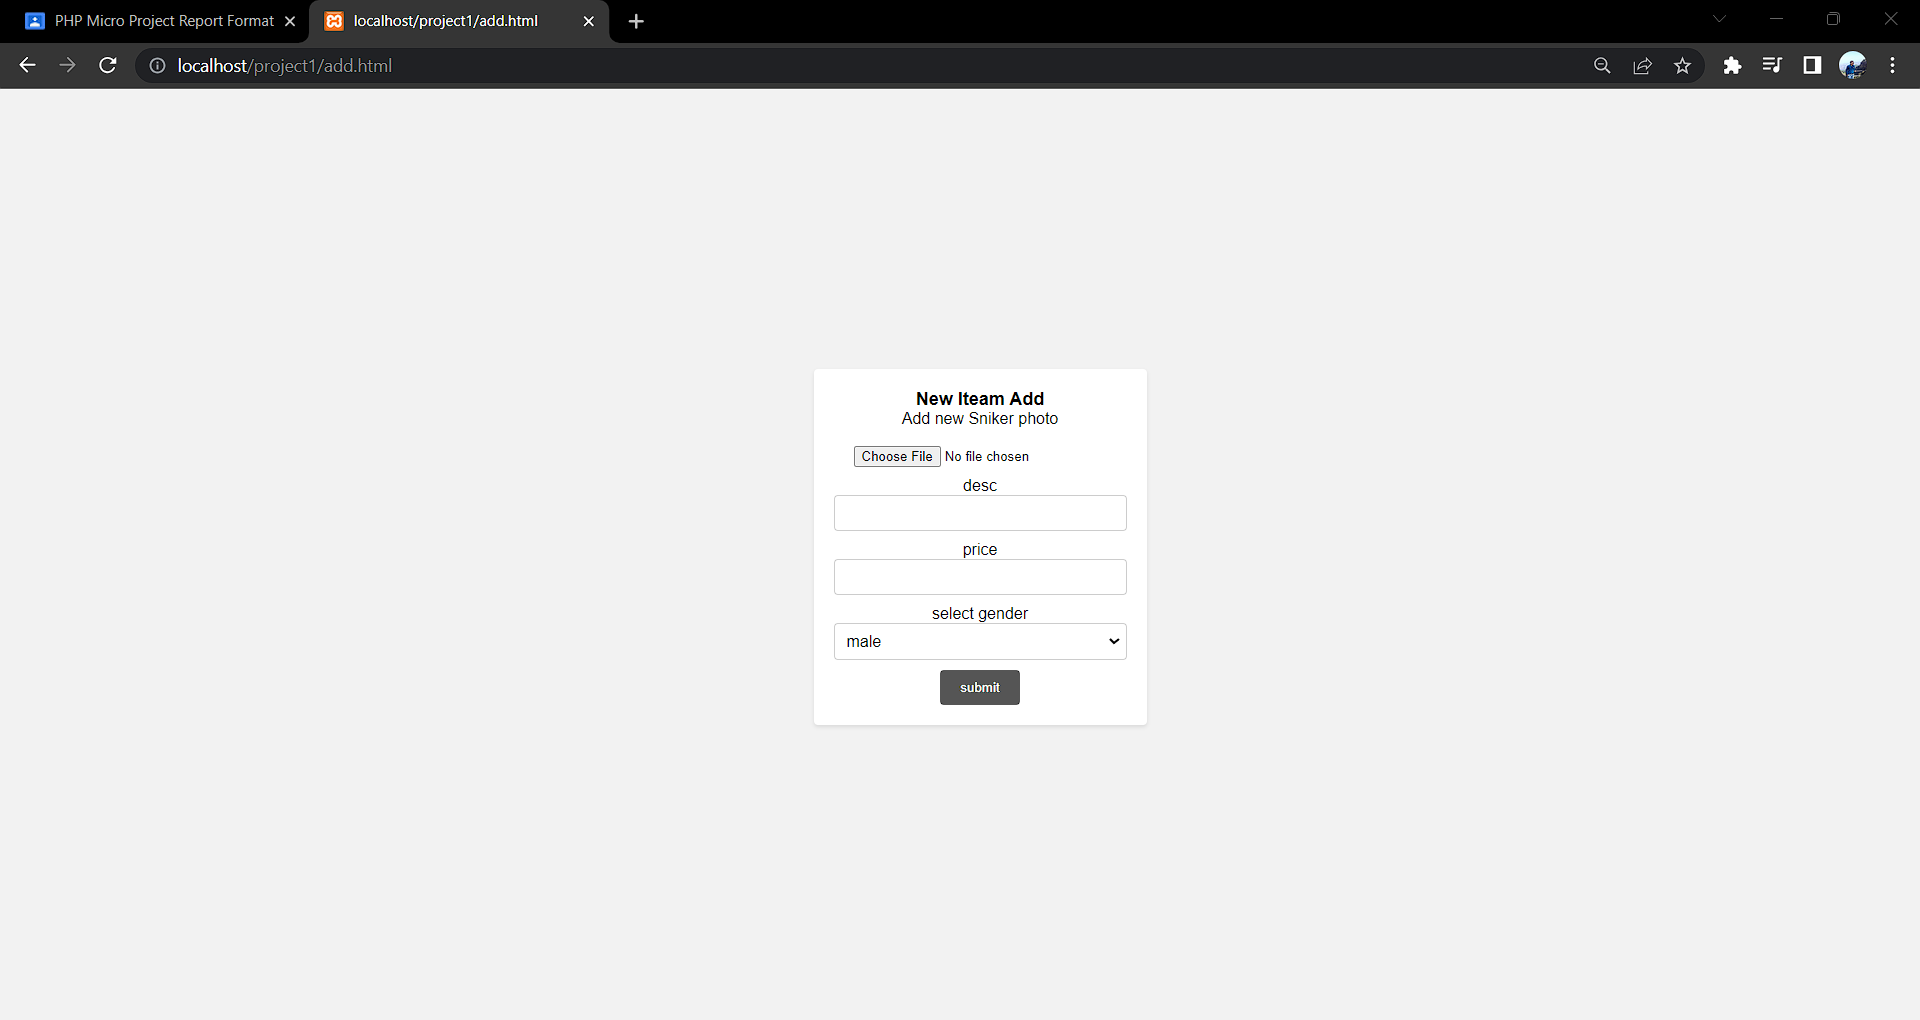 PHP Micro Project Report Format
localhost/project1/add.html
localhost/project1/add.html
New Iteam Add
Add new Sniker photo
Choose File No file chosen
desc
price
select gender
male
submit